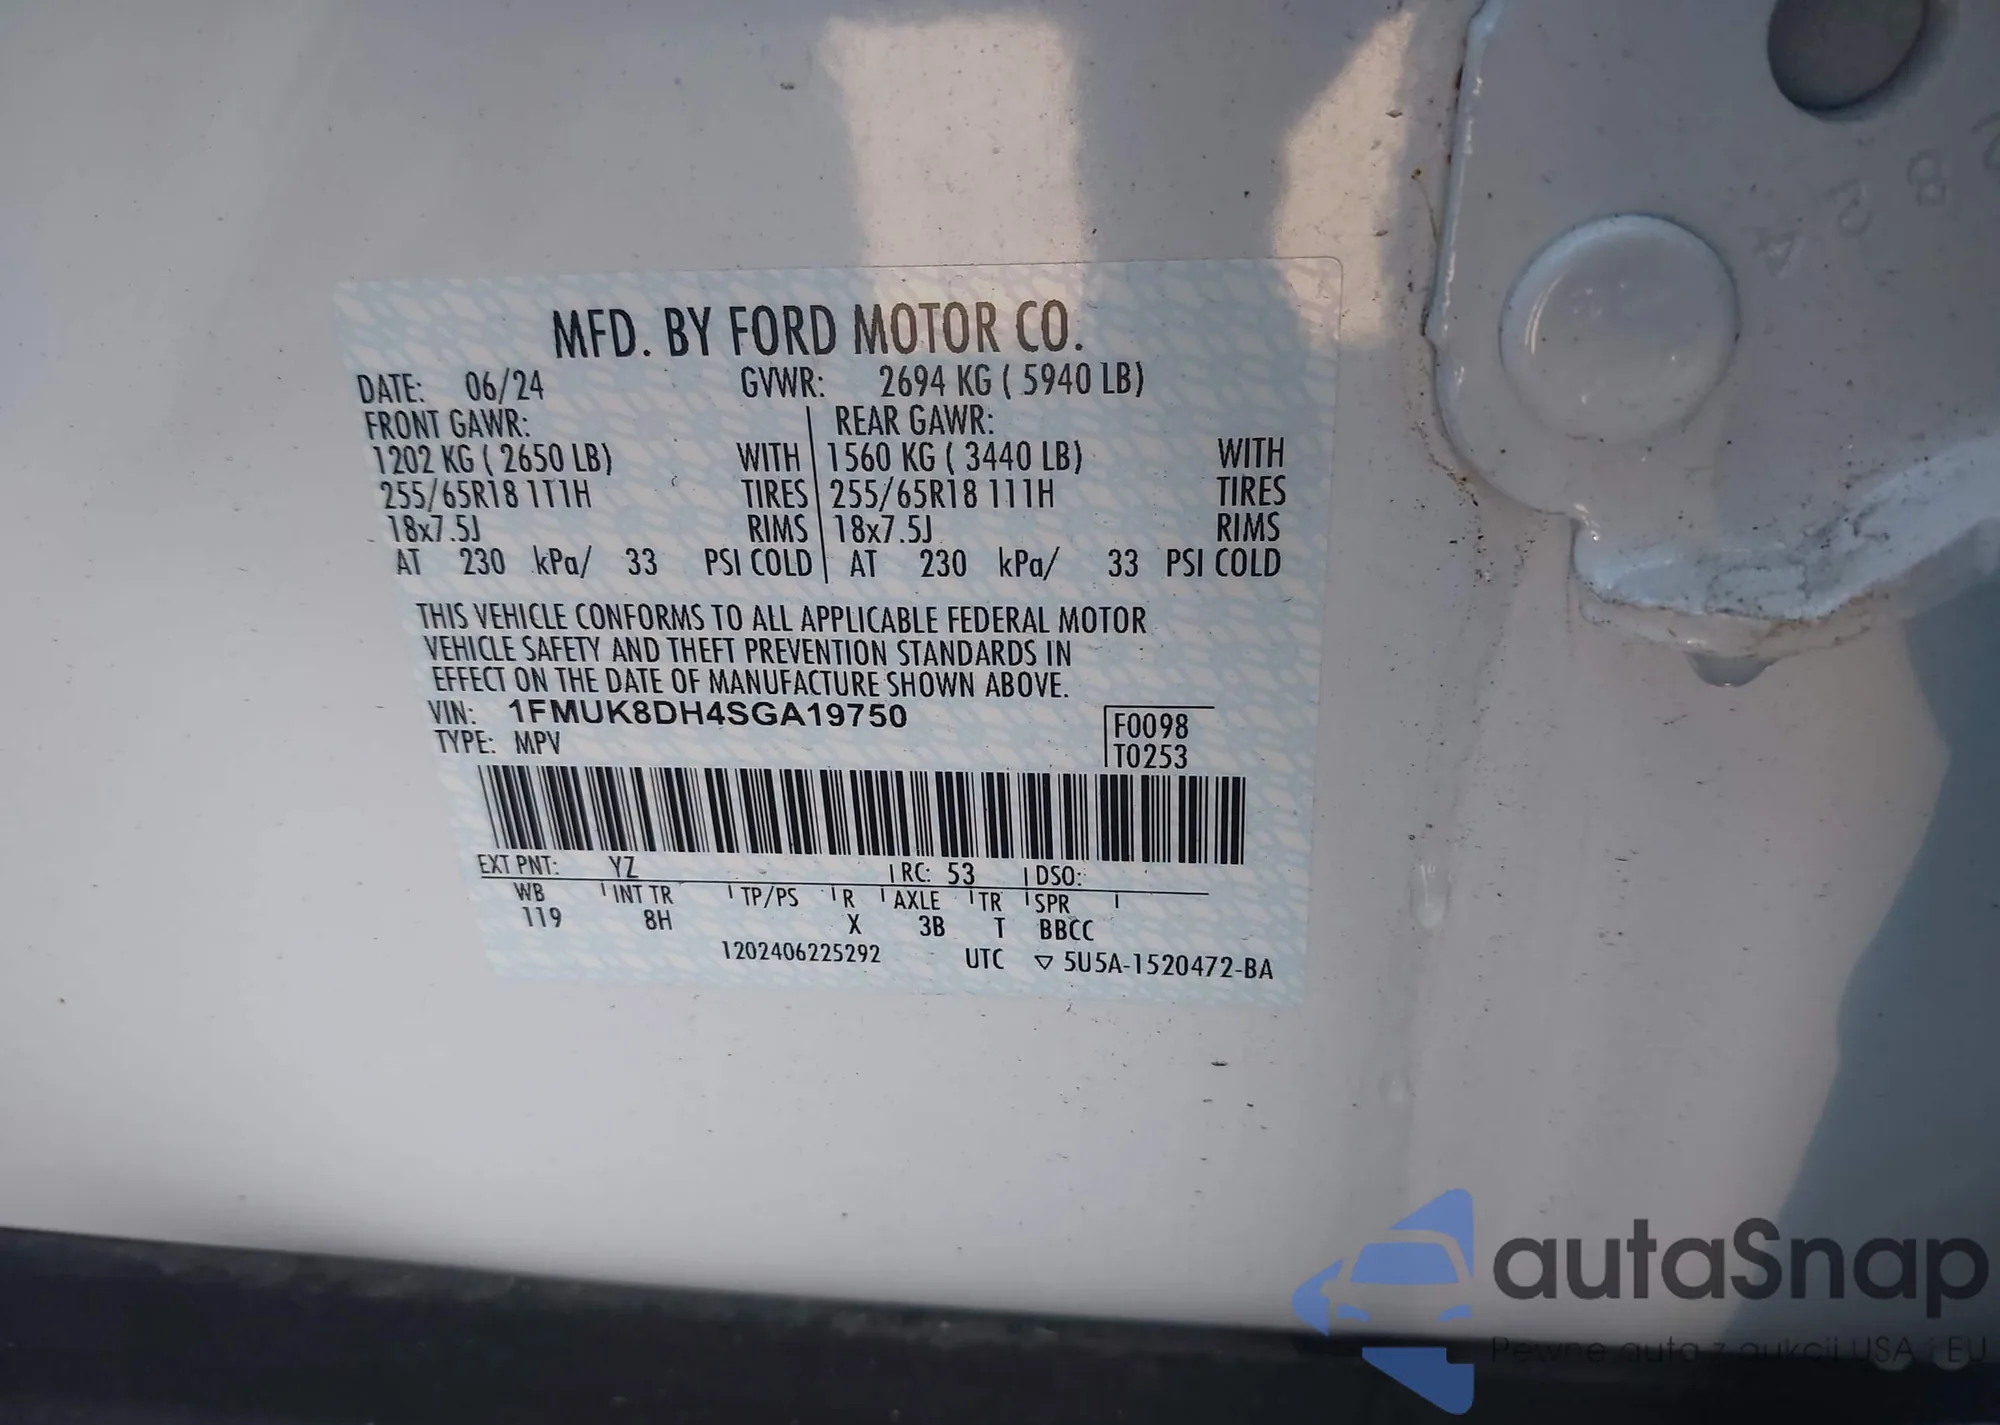 MFD. BY FORD MOTOR CO.
DATE: 06/24 GVWR: 2694 KG ( 5940 LB)
FRONT GAWR: REAR GAWR:
1202 KG ( 2650 LB) WITH 1560 KG ( 3440 LB) WITH
255/65R18 111H TIRES 255/65R18 111H TIRES
18x7.5J RIMS 18x7.5J RIMS
AT 230 kPa/ 33 PSI COLD AT 230 kPa/ 33 PSI COLD
THIS VEHICLE CONFORMS TO ALL APPLICABLE FEDERAL MOTOR
VEHICLE SAFETY AND THEFT PREVENTION STANDARDS IN
EFFECT ON THE DATE OF MANUFACTURE SHOWN ABOVE.
VIN: 1FMUK8DH4SGA19750
TYPE: MPV
F0098
T0253
EXT PNT: YZ RC: 53 DSO:
WB INT TR TP/PS R AXLE TR SPR
119 8H X 3B T BBCC
1202406225292 UTC ▽ 5U5A-1520472-BA
autaSnap
Pewne auta z aukcji USA i EU